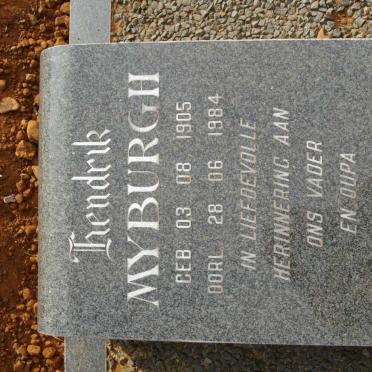 Hendrik
MYBURGH
GEB. 03 08 1905
OORL. 28 06 1984
IN LIEFDEVOLLE
HERINNERING AAN
ONS VADER
EN OUPA